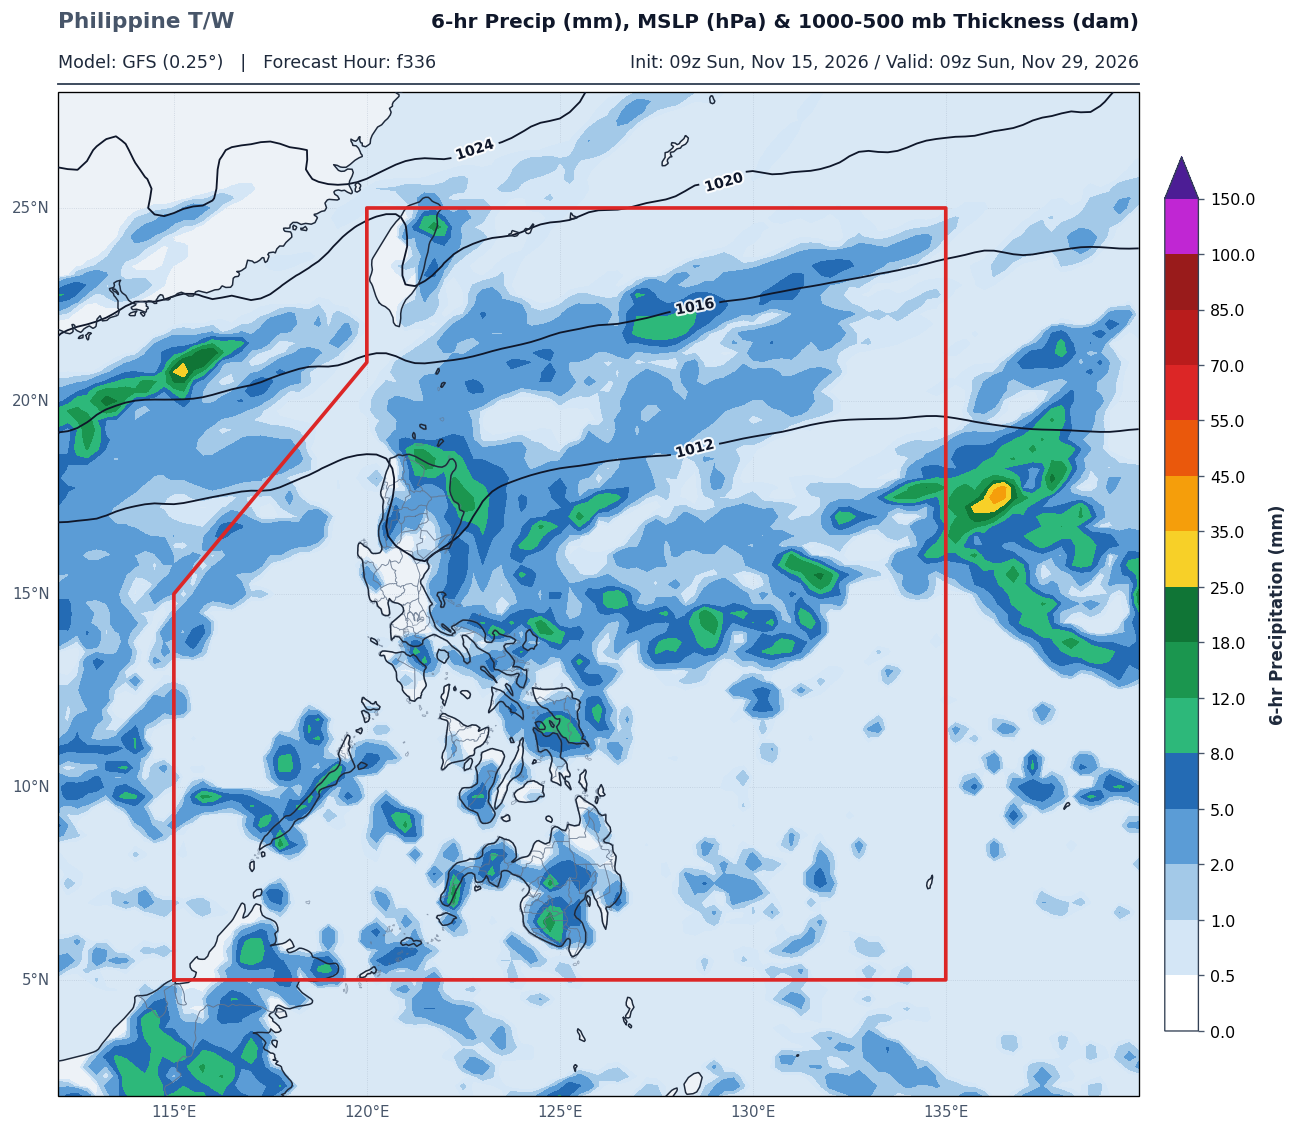 Philippine T/W
6-hr Precip (mm), MSLP (hPa) & 1000-500 mb Thickness (dam)
Model: GFS (0.25°) | Forecast Hour: f336
Init: 09z Sun, Nov 15, 2026 / Valid: 09z Sun, Nov 29, 2026
1024
1020
1016
1012
25°N
20°N
15°N
10°N
5°N
115°E
120°E
125°E
130°E
135°E
150.0
100.0
85.0
70.0
55.0
45.0
35.0
25.0
18.0
12.0
8.0
5.0
2.0
1.0
0.5
0.0
6-hr Precipitation (mm)